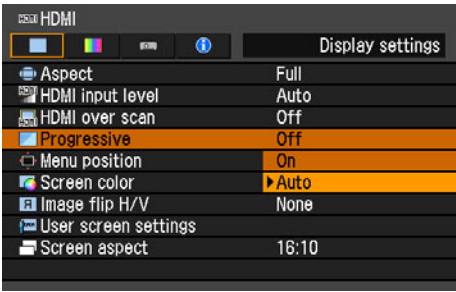 HDMI
Display settings
Aspect Full
HDMI input level Auto
HDMI over scan Off
Progressive Off
Menu position On
Screen color Auto
Image flip H/V None
User screen settings
Screen aspect 16:10